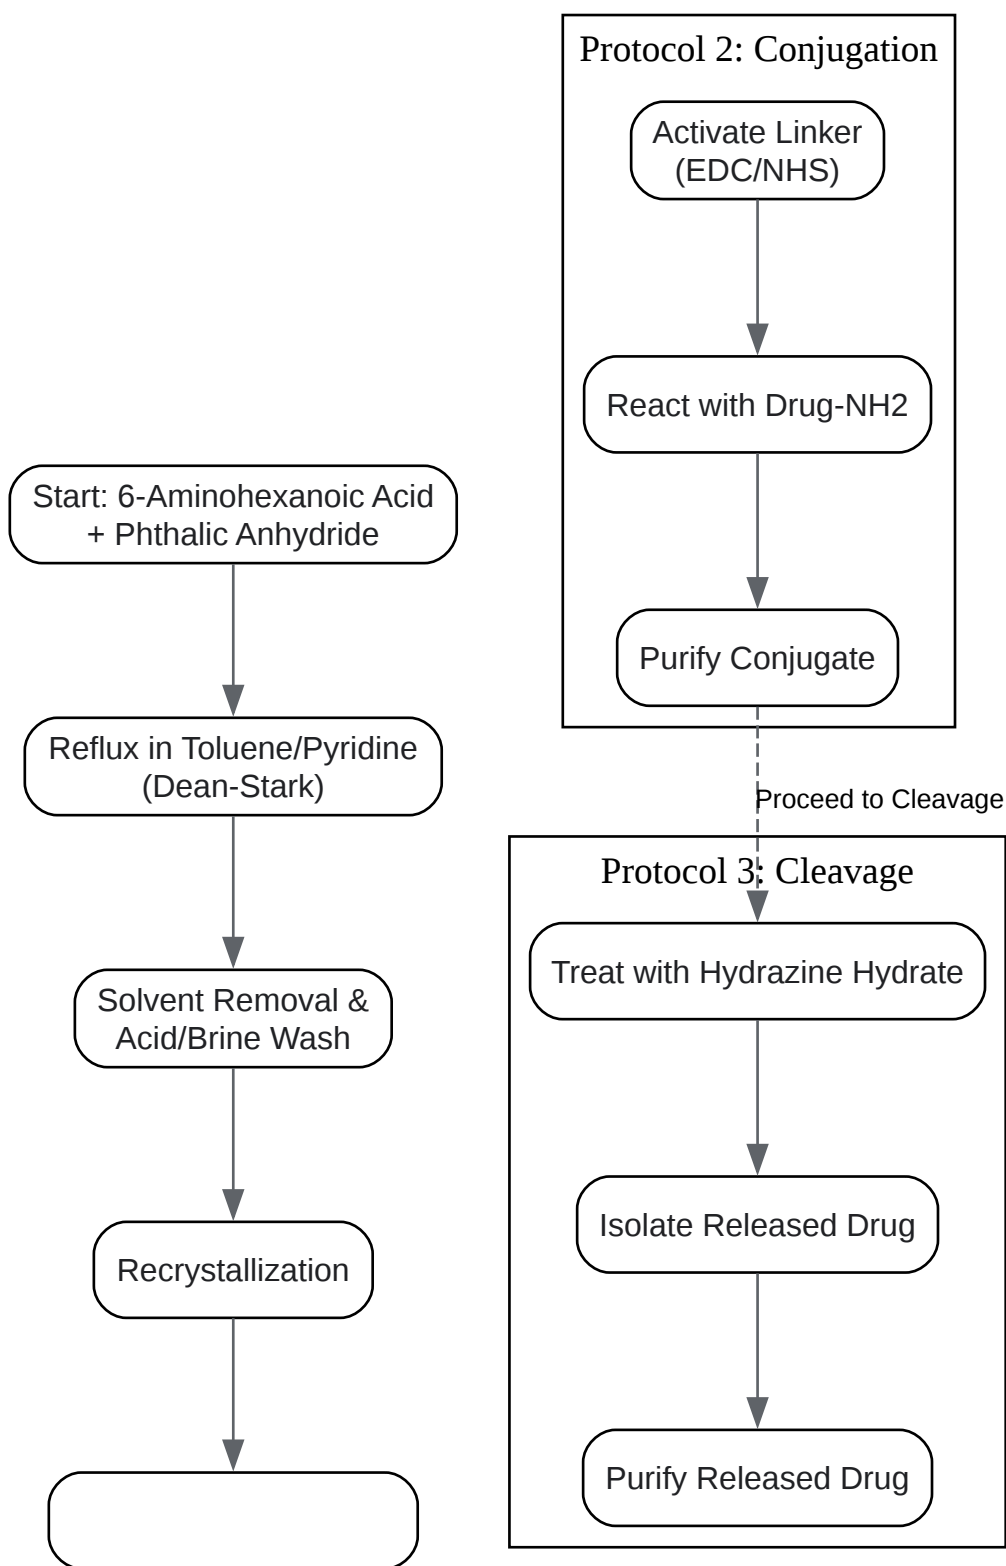 Start: 6-Aminohexanoic Acid
+ Phthalic Anhydride
Reflux in Toluene/Pyridine
(Dean-Stark)
Solvent Removal &
Acid/Brine Wash
Recrystallization
Protocol 2: Conjugation
Activate Linker
(EDC/NHS)
React with Drug-NH2
Purify Conjugate
Proceed to Cleavage
Protocol 3: Cleavage
Treat with Hydrazine Hydrate
Isolate Released Drug
Purify Released Drug